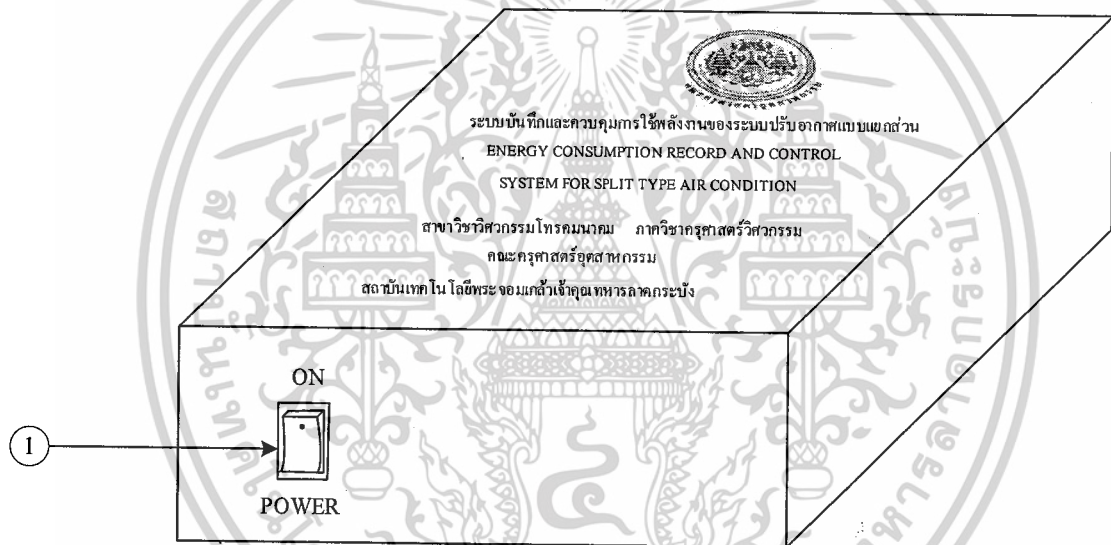 ระบบบันทึกและควบคุมการใช้พลังงานของระบบปรับอากาศแบบแยกส่วน
ENERGY CONSUMPTION RECORD AND CONTROL
SYSTEM FOR SPLIT TYPE AIR CONDITION
สาขาวิชาวิศวกรรมโทรคมนาคม ภาควิชาครุศาสตร์วิศวกรรม
คณะครุศาสตร์อุตสาหกรรม
สถาบันเทคโนโลยีพระจอมเกล้าเจ้าคุณทหารลาดกระบัง
ON
1
POWER